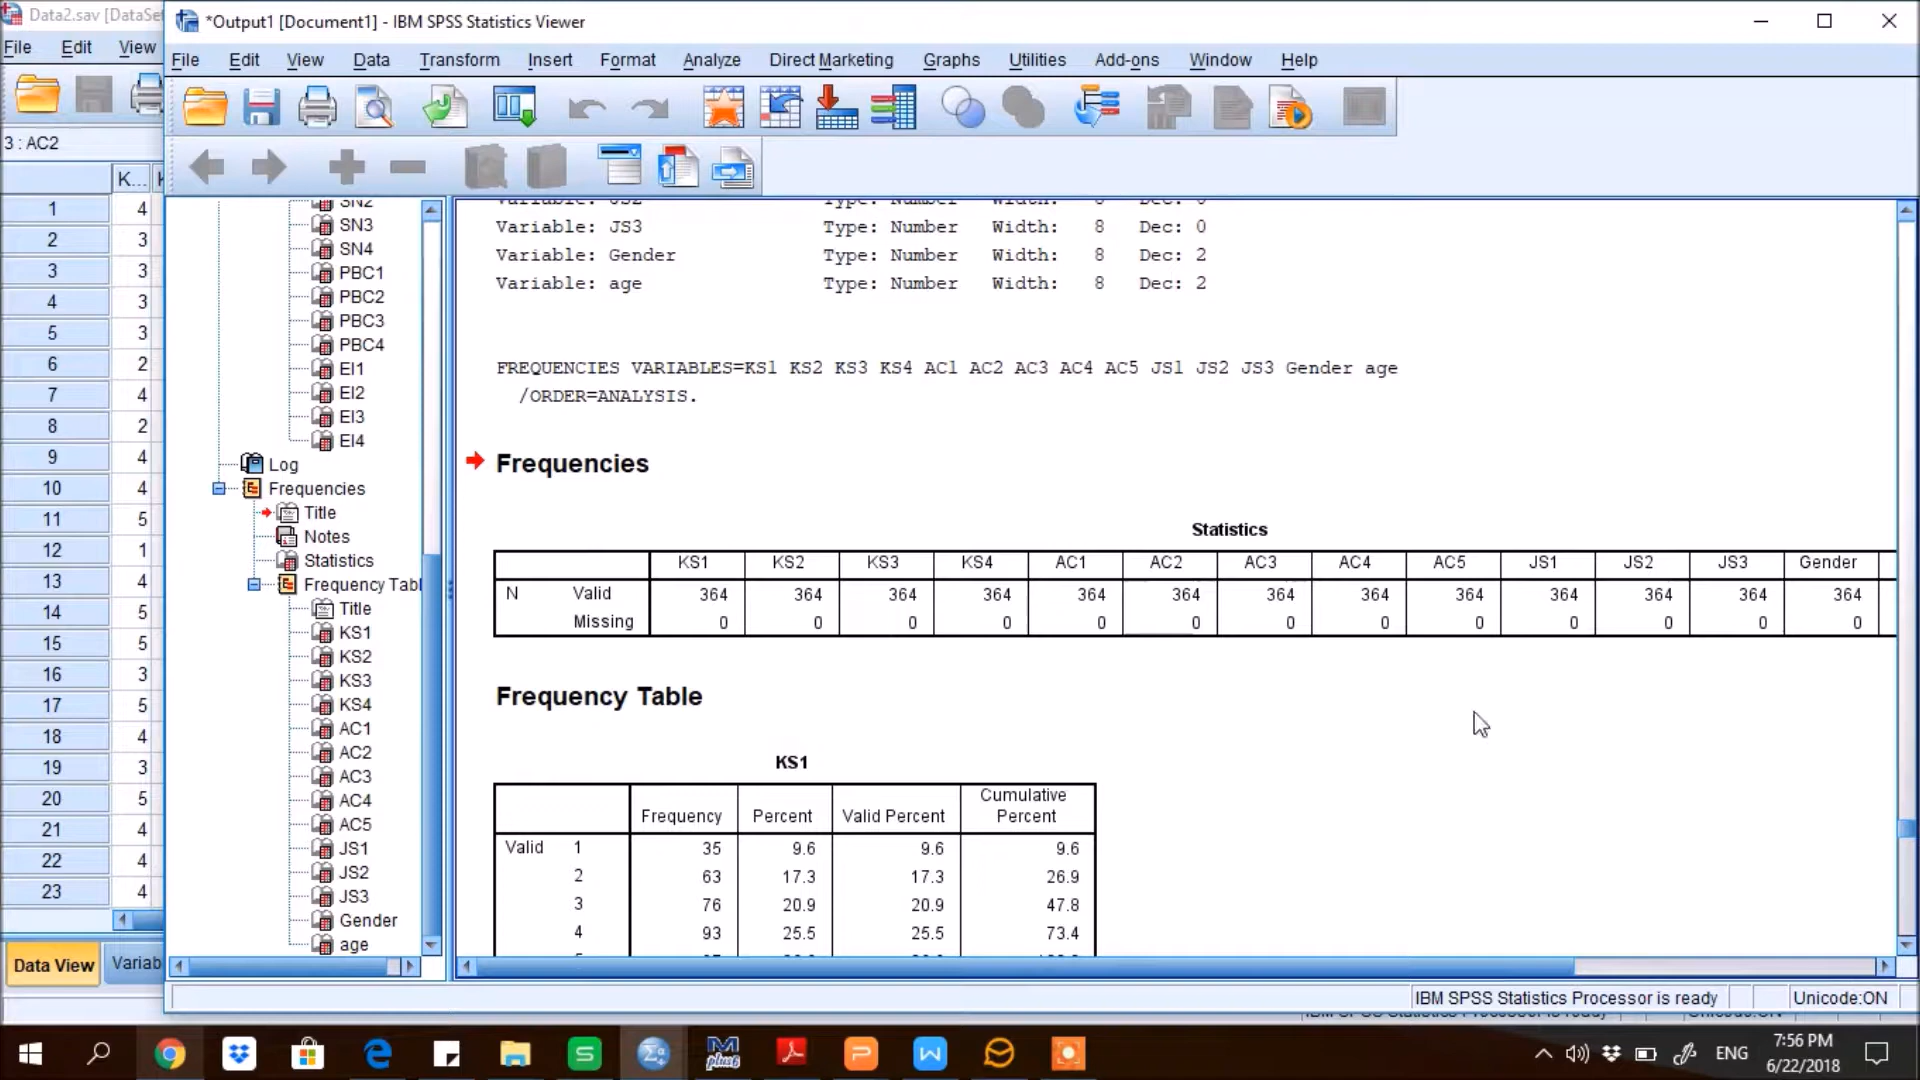 Data2.sav [DataSet
*Output1 [Document1] - IBM SPSS Statistics Viewer
File Edit View
File Edit View Data Transform Insert Format Analyze Direct Marketing Graphs Utilities Add-ons Window Help
3 : AC2
K...
1 4
2 3
3 3
4 3
5 3
6 2
7 4
8 2
9 4
10 4
11 5
12 1
13 4
14 5
15 5
16 3
17 5
18 4
19 3
20 5
21 4
22 4
23 4
Data View Variab
SN2
SN3
SN4
PBC1
PBC2
PBC3
PBC4
EI1
EI2
EI3
EI4
Log
Frequencies
Title
Notes
Statistics
Frequency Tabl
Title
KS1
KS2
KS3
KS4
AC1
AC2
AC3
AC4
AC5
JS1
JS2
JS3
Gender
age
Variable: JS3 Type: Number Width: 8 Dec: 0
Variable: Gender Type: Number Width: 8 Dec: 2
Variable: age Type: Number Width: 8 Dec: 2
FREQUENCIES VARIABLES=KS1 KS2 KS3 KS4 AC1 AC2 AC3 AC4 AC5 JS1 JS2 JS3 Gender age
/ORDER=ANALYSIS.
Frequencies
Statistics
KS1 KS2 KS3 KS4 AC1 AC2 AC3 AC4 AC5 JS1 JS2 JS3 Gender
N Valid 364 364 364 364 364 364 364 364 364 364 364 364 364
Missing 0 0 0 0 0 0 0 0 0 0 0 0 0
Frequency Table
KS1
Frequency Percent Valid Percent Cumulative Percent
Valid 1 35 9.6 9.6 9.6
2 63 17.3 17.3 26.9
3 76 20.9 20.9 47.8
4 93 25.5 25.5 73.4
IBM SPSS Statistics Processor is ready Unicode:ON
Mplus6
ENG
7:56 PM
6/22/2018